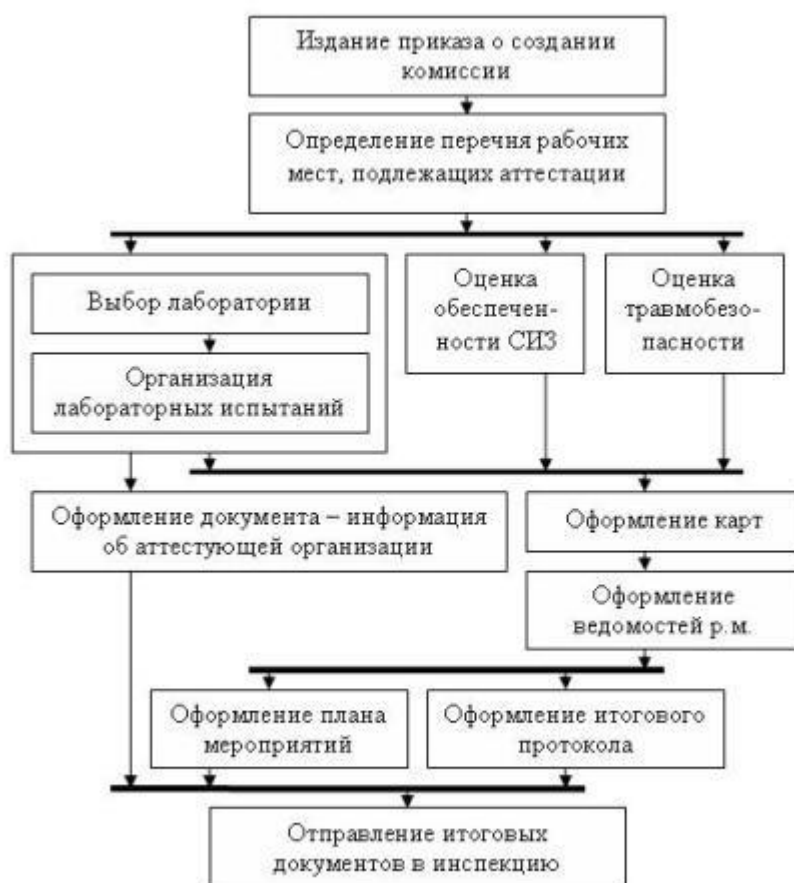 Издание приказа о создании
комиссии
Определение перечня рабочих
мест, подлежащих аттестации
Выбор лаборатории
Организация
лабораторных испытаний
Оценка
обеспечен-
ности СИЗ
Оценка
травмобезо-
пасности
Оформление документа – информация
об аттестующей организации
Оформление карт
Оформление
ведомостей р.м.
Оформление плана
мероприятий
Оформление итогового
протокола
Отправление итоговых
документов в инспекцию